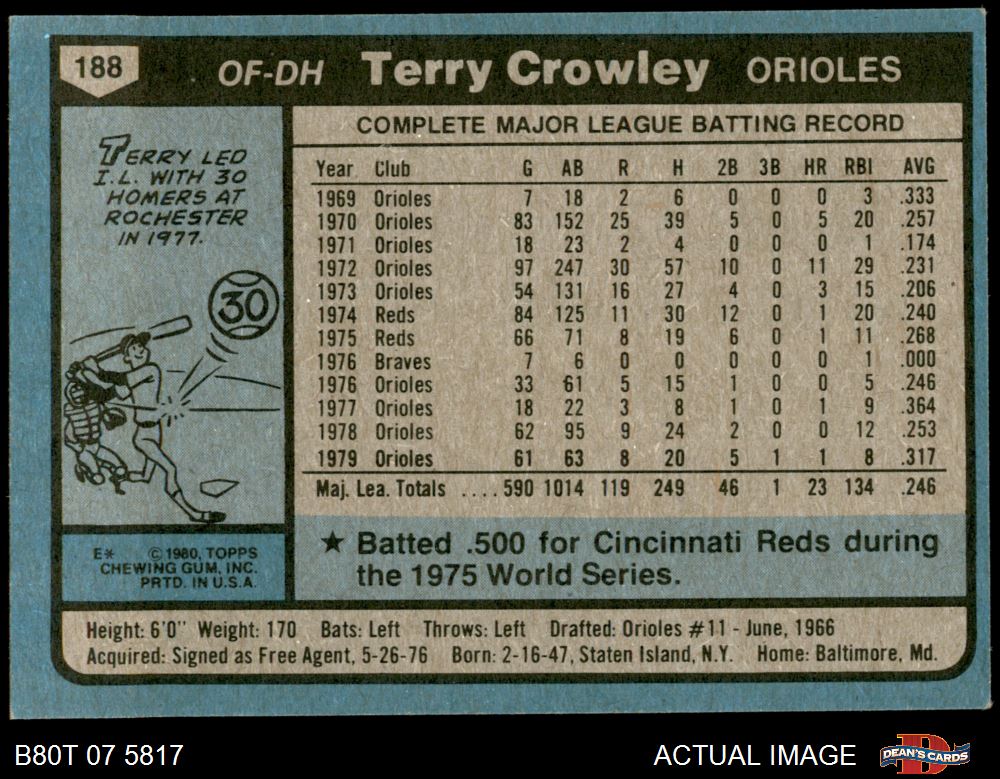 188 OF-DH Terry Crowley ORIOLES
TERRY LED
I.L. WITH 30
HOMERS AT
ROCHESTER
IN 1977.
30
E* © 1980, TOPPS
CHEWING GUM, INC.
PRTD. IN U.S.A.
COMPLETE MAJOR LEAGUE BATTING RECORD
Year Club G AB R H 2B 3B HR RBI AVG
1969 Orioles 7 18 2 6 0 0 0 3 .333
1970 Orioles 83 152 25 39 5 0 5 20 .257
1971 Orioles 18 23 2 4 0 0 0 1 .174
1972 Orioles 97 247 30 57 10 0 11 29 .231
1973 Orioles 54 131 16 27 4 0 3 15 .206
1974 Reds 84 125 11 30 12 0 1 20 .240
1975 Reds 66 71 8 19 6 0 1 11 .268
1976 Braves 7 6 0 0 0 0 0 1 .000
1976 Orioles 33 61 5 15 1 0 0 5 .246
1977 Orioles 18 22 3 8 1 0 1 9 .364
1978 Orioles 62 95 9 24 2 0 0 12 .253
1979 Orioles 61 63 8 20 5 1 1 8 .317
Maj. Lea. Totals ....590 1014 119 249 46 1 23 134 .246
★ Batted .500 for Cincinnati Reds during
the 1975 World Series.
Height: 6'0" Weight: 170 Bats: Left Throws: Left Drafted: Orioles #11 - June, 1966
Acquired: Signed as Free Agent, 5-26-76 Born: 2-16-47, Staten Island, N.Y. Home: Baltimore, Md.
B80T 07 5817 ACTUAL IMAGE DEAN'S CARDS